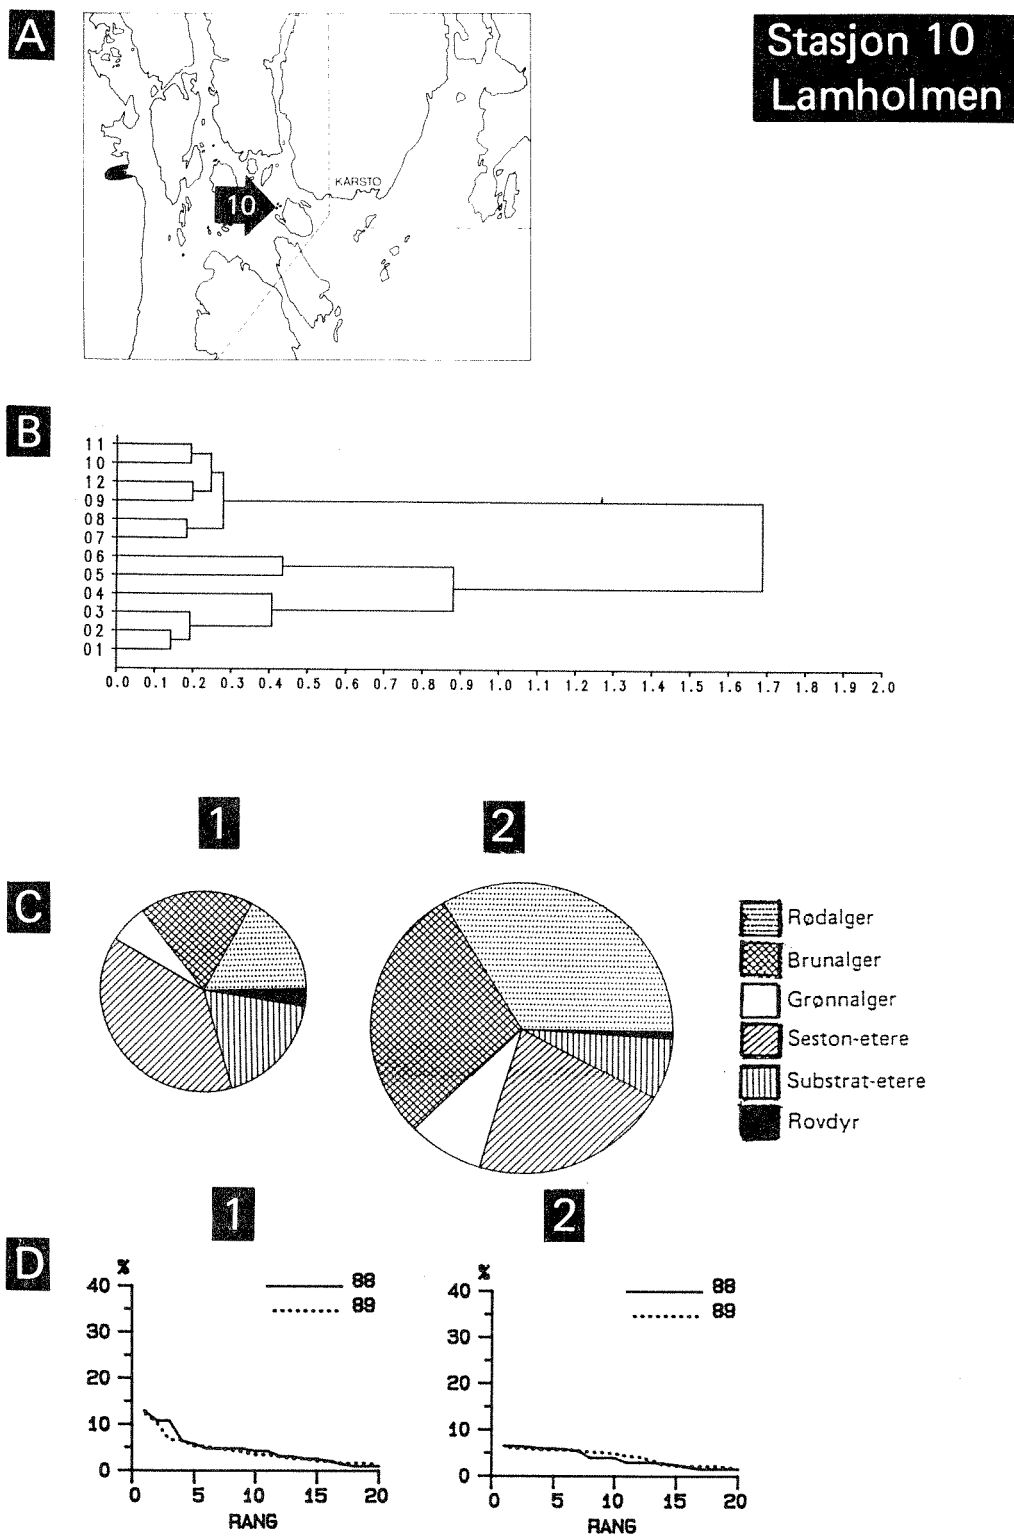 A
Stasjon 10
Lamholmen
KÅRSTØ
10
B
11
10
12
09
08
07
06
05
04
03
02
01
0.0 0.1 0.2 0.3 0.4 0.5 0.6 0.7 0.8 0.9 1.0 1.1 1.2 1.3 1.4 1.5 1.6 1.7 1.8 1.9 2.0
1 2
C
Rødalger
Brunalger
Grønnalger
Seston-etere
Substrat-etere
Rovdyr
1 2
D
%
88
89
40
30
20
10
0
0 5 10 15 20
RANG
%
88
89
40
30
20
10
0
0 5 10 15 20
RANG